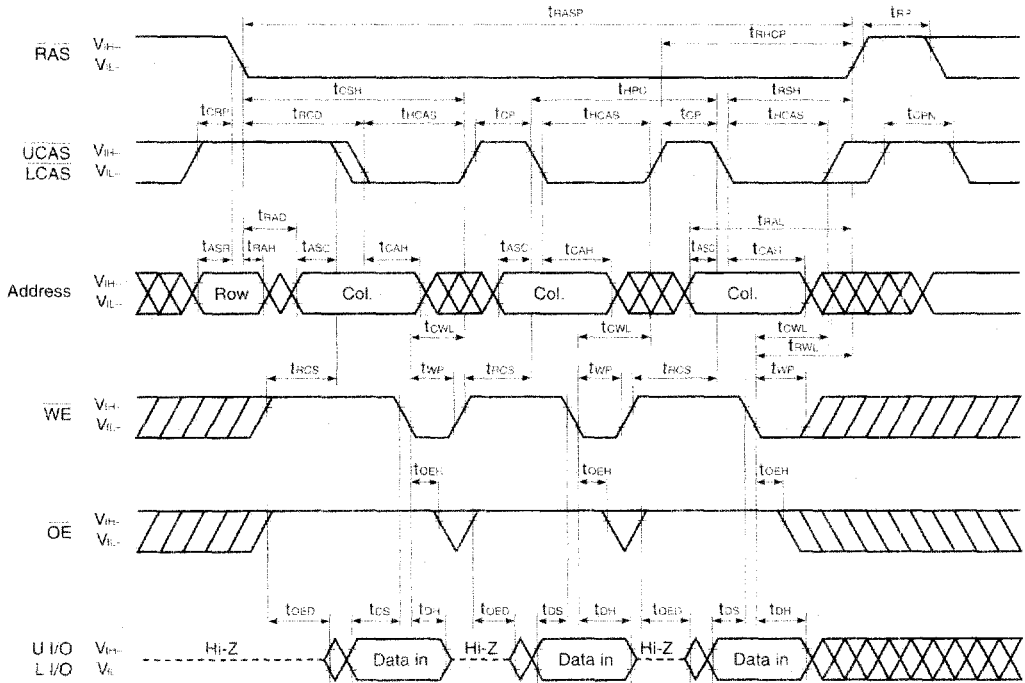 tRASP
tRP
tRHCP
RAS
VIH–
VIL–
tCSH
tHPC
tRSH
tCRP
tRCD
tHCAS
tCP
tHCAS
tCP
tHCAS
tCPN
UCAS
LCAS
VIH–
VIL–
tRAD
tRAL
tASR
tRAH
tASC
tCAH
tASC
tCAH
tASC
tCAH
Address
VIH–
VIL–
Row
Col.
Col.
Col.
tCWL
tCWL
tCWL
tRWL
tRCS
tWP
tRCS
tWP
tRCS
tWP
WE
VIH–
VIL–
tOEH
tOEH
tOEH
OE
VIH–
VIL–
tOED
tDS
tDH
tOED
tDS
tDH
tOED
tDS
tDH
U I/O
L I/O
VIH–
VIL
Hi-Z
Data in
Hi-Z
Data in
Hi-Z
Data in